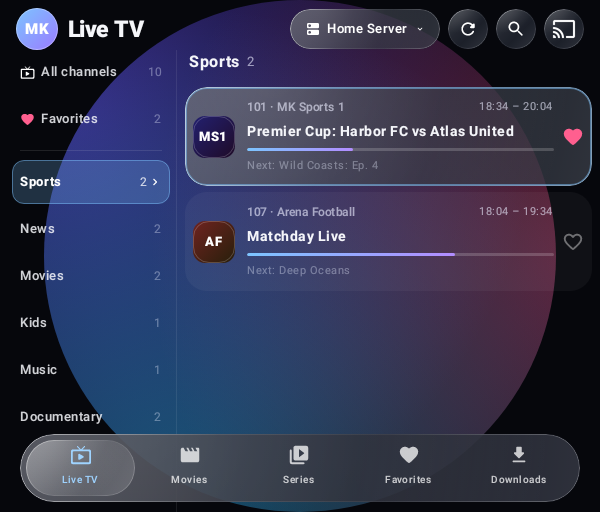 MK Live TV
Home Server
All channels 10
Favorites 2
Sports 2
News 2
Movies 2
Kids 1
Music 1
Documentary 2
Sports 2
101 · MK Sports 1 18:34 – 20:04
MS1
Premier Cup: Harbor FC vs Atlas United
Next: Wild Coasts: Ep. 4
107 · Arena Football 18:04 – 19:34
AF
Matchday Live
Next: Deep Oceans
Live TV
Movies
Series
Favorites
Downloads